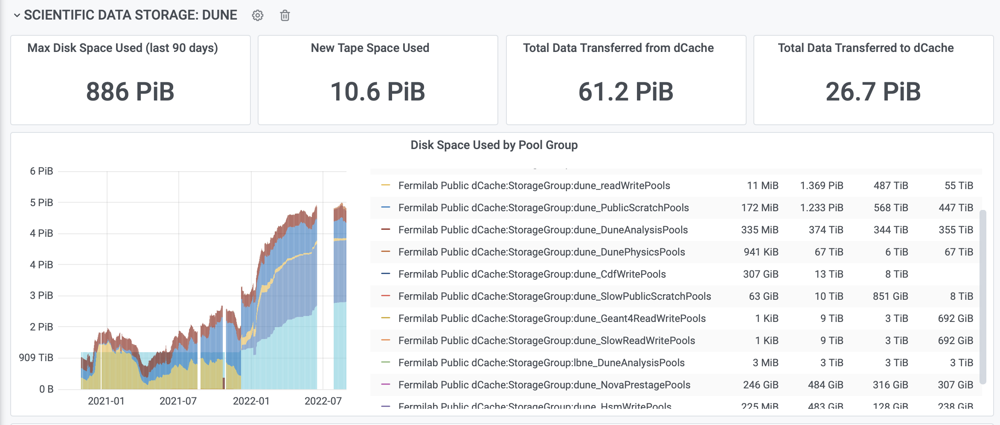 SCIENTIFIC DATA STORAGE: DUNE
Max Disk Space Used (last 90 days)
886 PiB
New Tape Space Used
10.6 PiB
Total Data Transferred from dCache
61.2 PiB
Total Data Transferred to dCache
26.7 PiB
Disk Space Used by Pool Group
6 PiB
5 PiB
4 PiB
4 PiB
3 PiB
2 PiB
909 TiB
0 B
2021-01 2021-07 2022-01 2022-07
Fermilab Public dCache:StorageGroup:dune_readWritePools 11 MiB 1.369 PiB 487 TiB 55 TiB
Fermilab Public dCache:StorageGroup:dune_PublicScratchPools 172 MiB 1.233 PiB 568 TiB 447 TiB
Fermilab Public dCache:StorageGroup:dune_DuneAnalysisPools 335 MiB 374 TiB 344 TiB 355 TiB
Fermilab Public dCache:StorageGroup:dune_DunePhysicsPools 941 KiB 67 TiB 6 TiB 67 TiB
Fermilab Public dCache:StorageGroup:dune_CdfWritePools 307 GiB 13 TiB 8 TiB
Fermilab Public dCache:StorageGroup:dune_SlowPublicScratchPools 63 GiB 10 TiB 851 GiB 8 TiB
Fermilab Public dCache:StorageGroup:dune_Geant4ReadWritePools 1 KiB 9 TiB 3 TiB 692 GiB
Fermilab Public dCache:StorageGroup:dune_SlowReadWritePools 1 KiB 9 TiB 3 TiB 692 GiB
Fermilab Public dCache:StorageGroup:lbne_DuneAnalysisPools 3 MiB 3 TiB 3 TiB 3 TiB
Fermilab Public dCache:StorageGroup:dune_NovaPrestagePools 246 GiB 484 GiB 316 GiB 307 GiB
Fermilab Public dCache:StorageGroup:dune_HsmWritePools 225 MiB 483 GiB 128 GiB 238 GiB